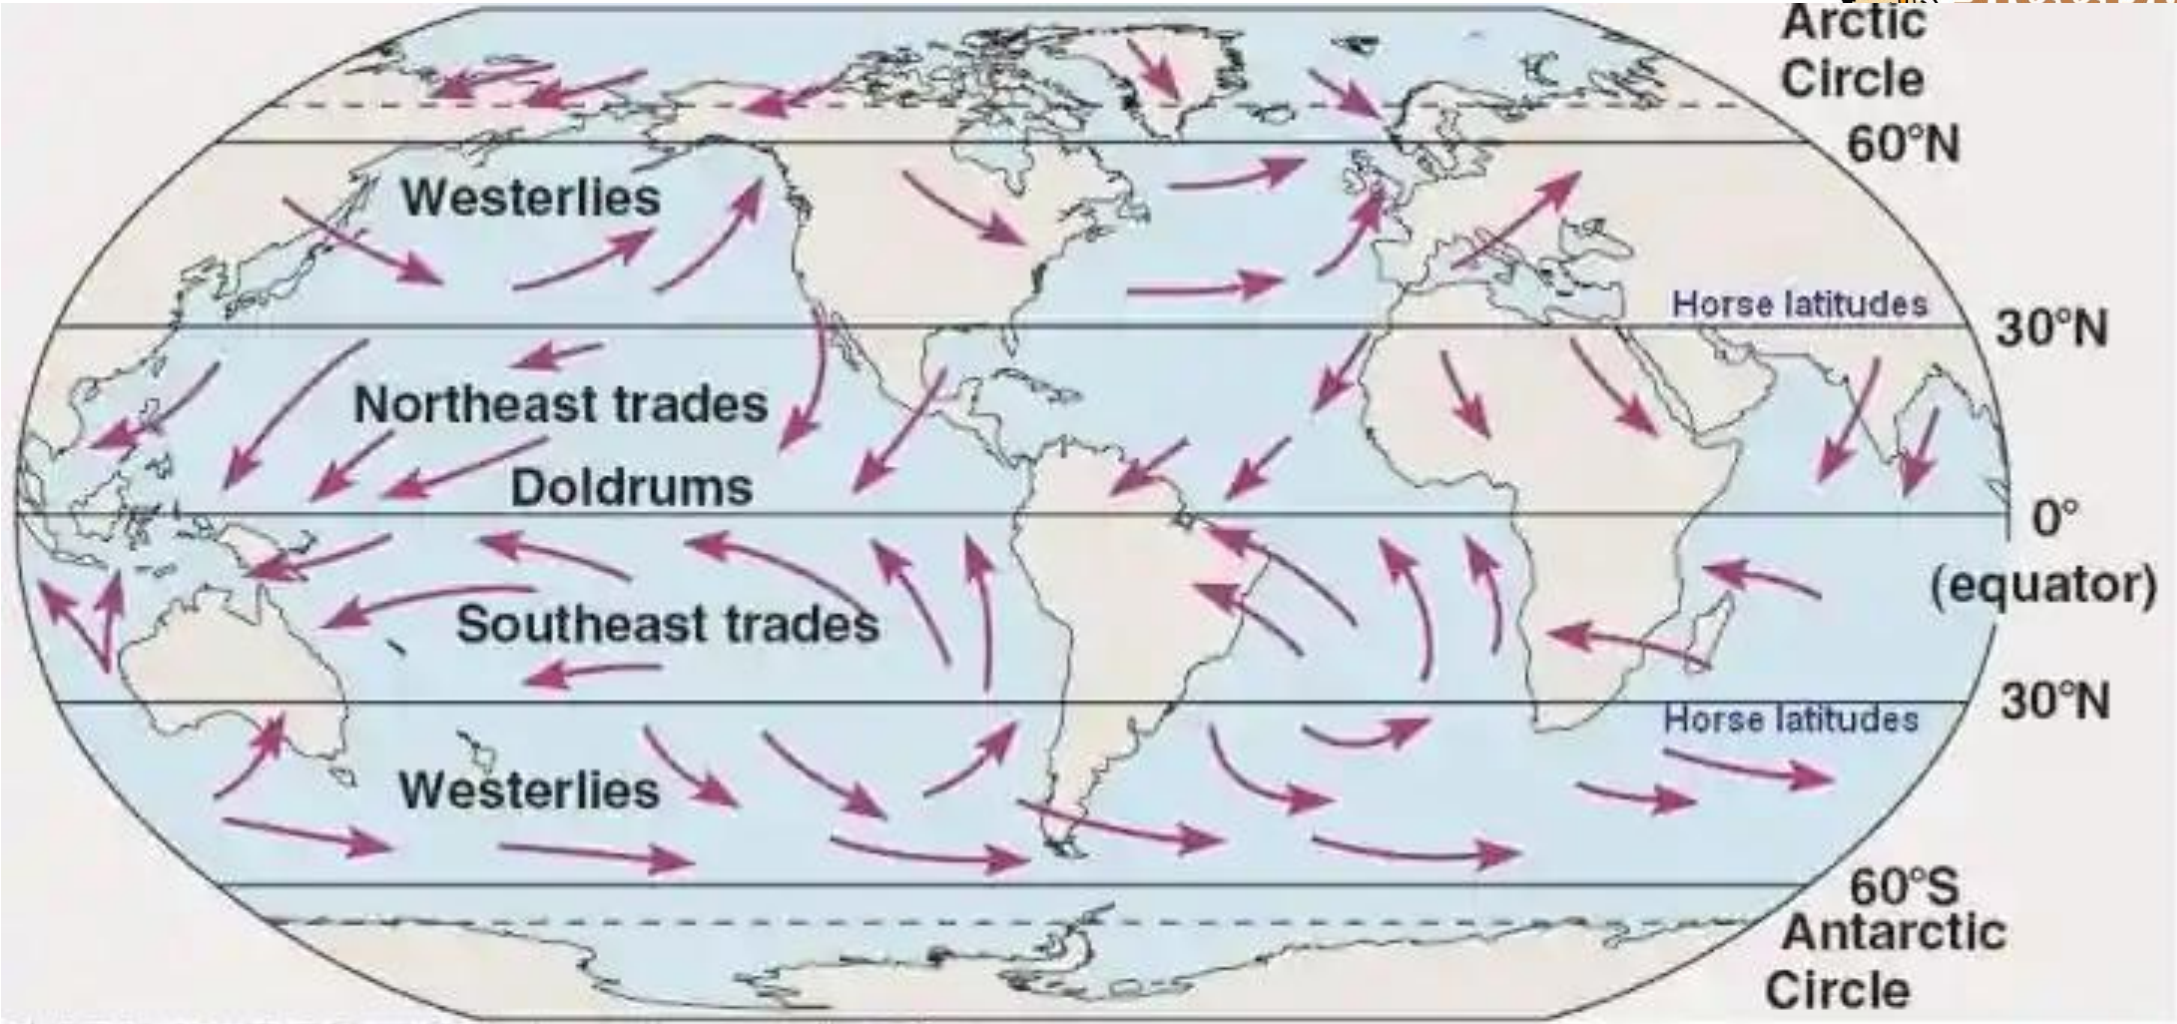 Arctic
Circle
60°N
Westerlies
Horse latitudes
30°N
Northeast trades
Doldrums
0°
(equator)
Southeast trades
30°N
Horse latitudes
Westerlies
60°S
Antarctic
Circle